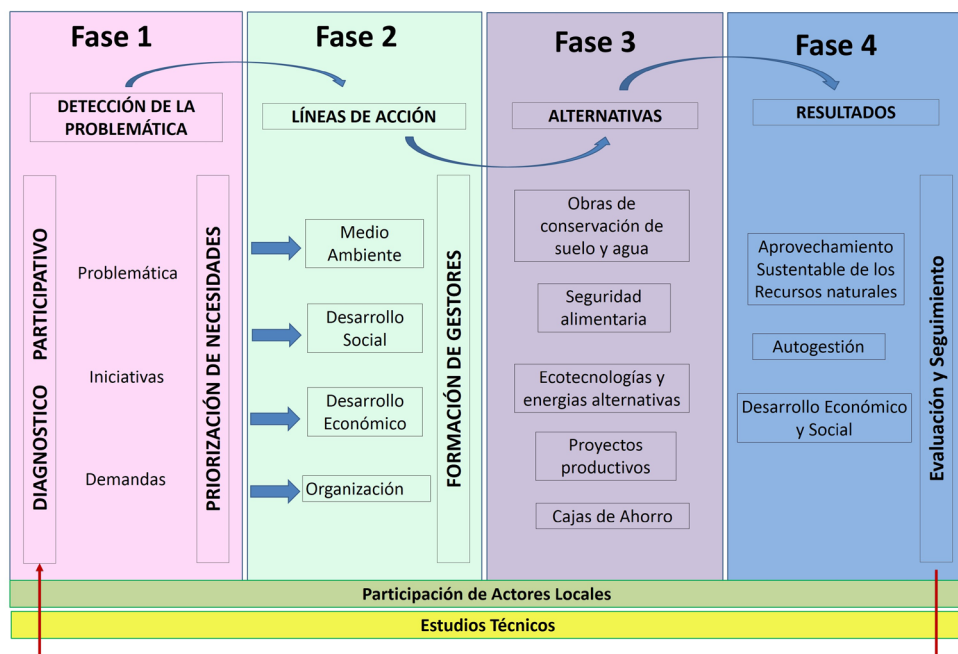 Fase 1
DETECCIÓN DE LA
PROBLEMÁTICA
DIAGNOSTICO PARTICIPATIVO
Problemática
Iniciativas
Demandas
PRIORIZACIÓN DE NECESIDADES
Fase 2
LÍNEAS DE ACCIÓN
Medio
Ambiente
Desarrollo
Social
Desarrollo
Económico
Organización
FORMACIÓN DE GESTORES
Fase 3
ALTERNATIVAS
Obras de
conservación de
suelo y agua
Seguridad
alimentaria
Ecotecnologías y
energias alternativas
Proyectos
productivos
Cajas de Ahorro
Fase 4
RESULTADOS
Aprovechamiento
Sustentable de los
Recursos naturales
Autogestión
Desarrollo Económico
y Social
Evaluación y Seguimiento
Participación de Actores Locales
Estudios Técnicos